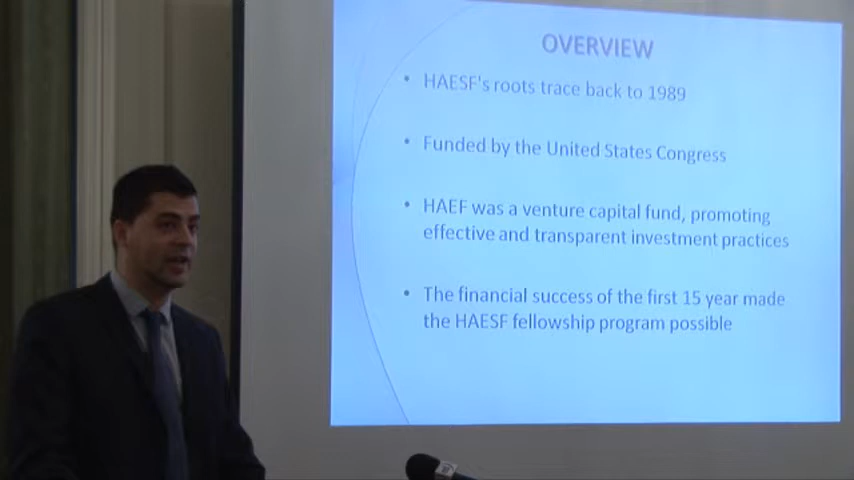 OVERVIEW
• HAESF's roots trace back to 1989
• Funded by the United States Congress
• HAEF was a venture capital fund, promoting
effective and transparent investment practices
• The financial success of the first 15 year made
the HAESF fellowship program possible